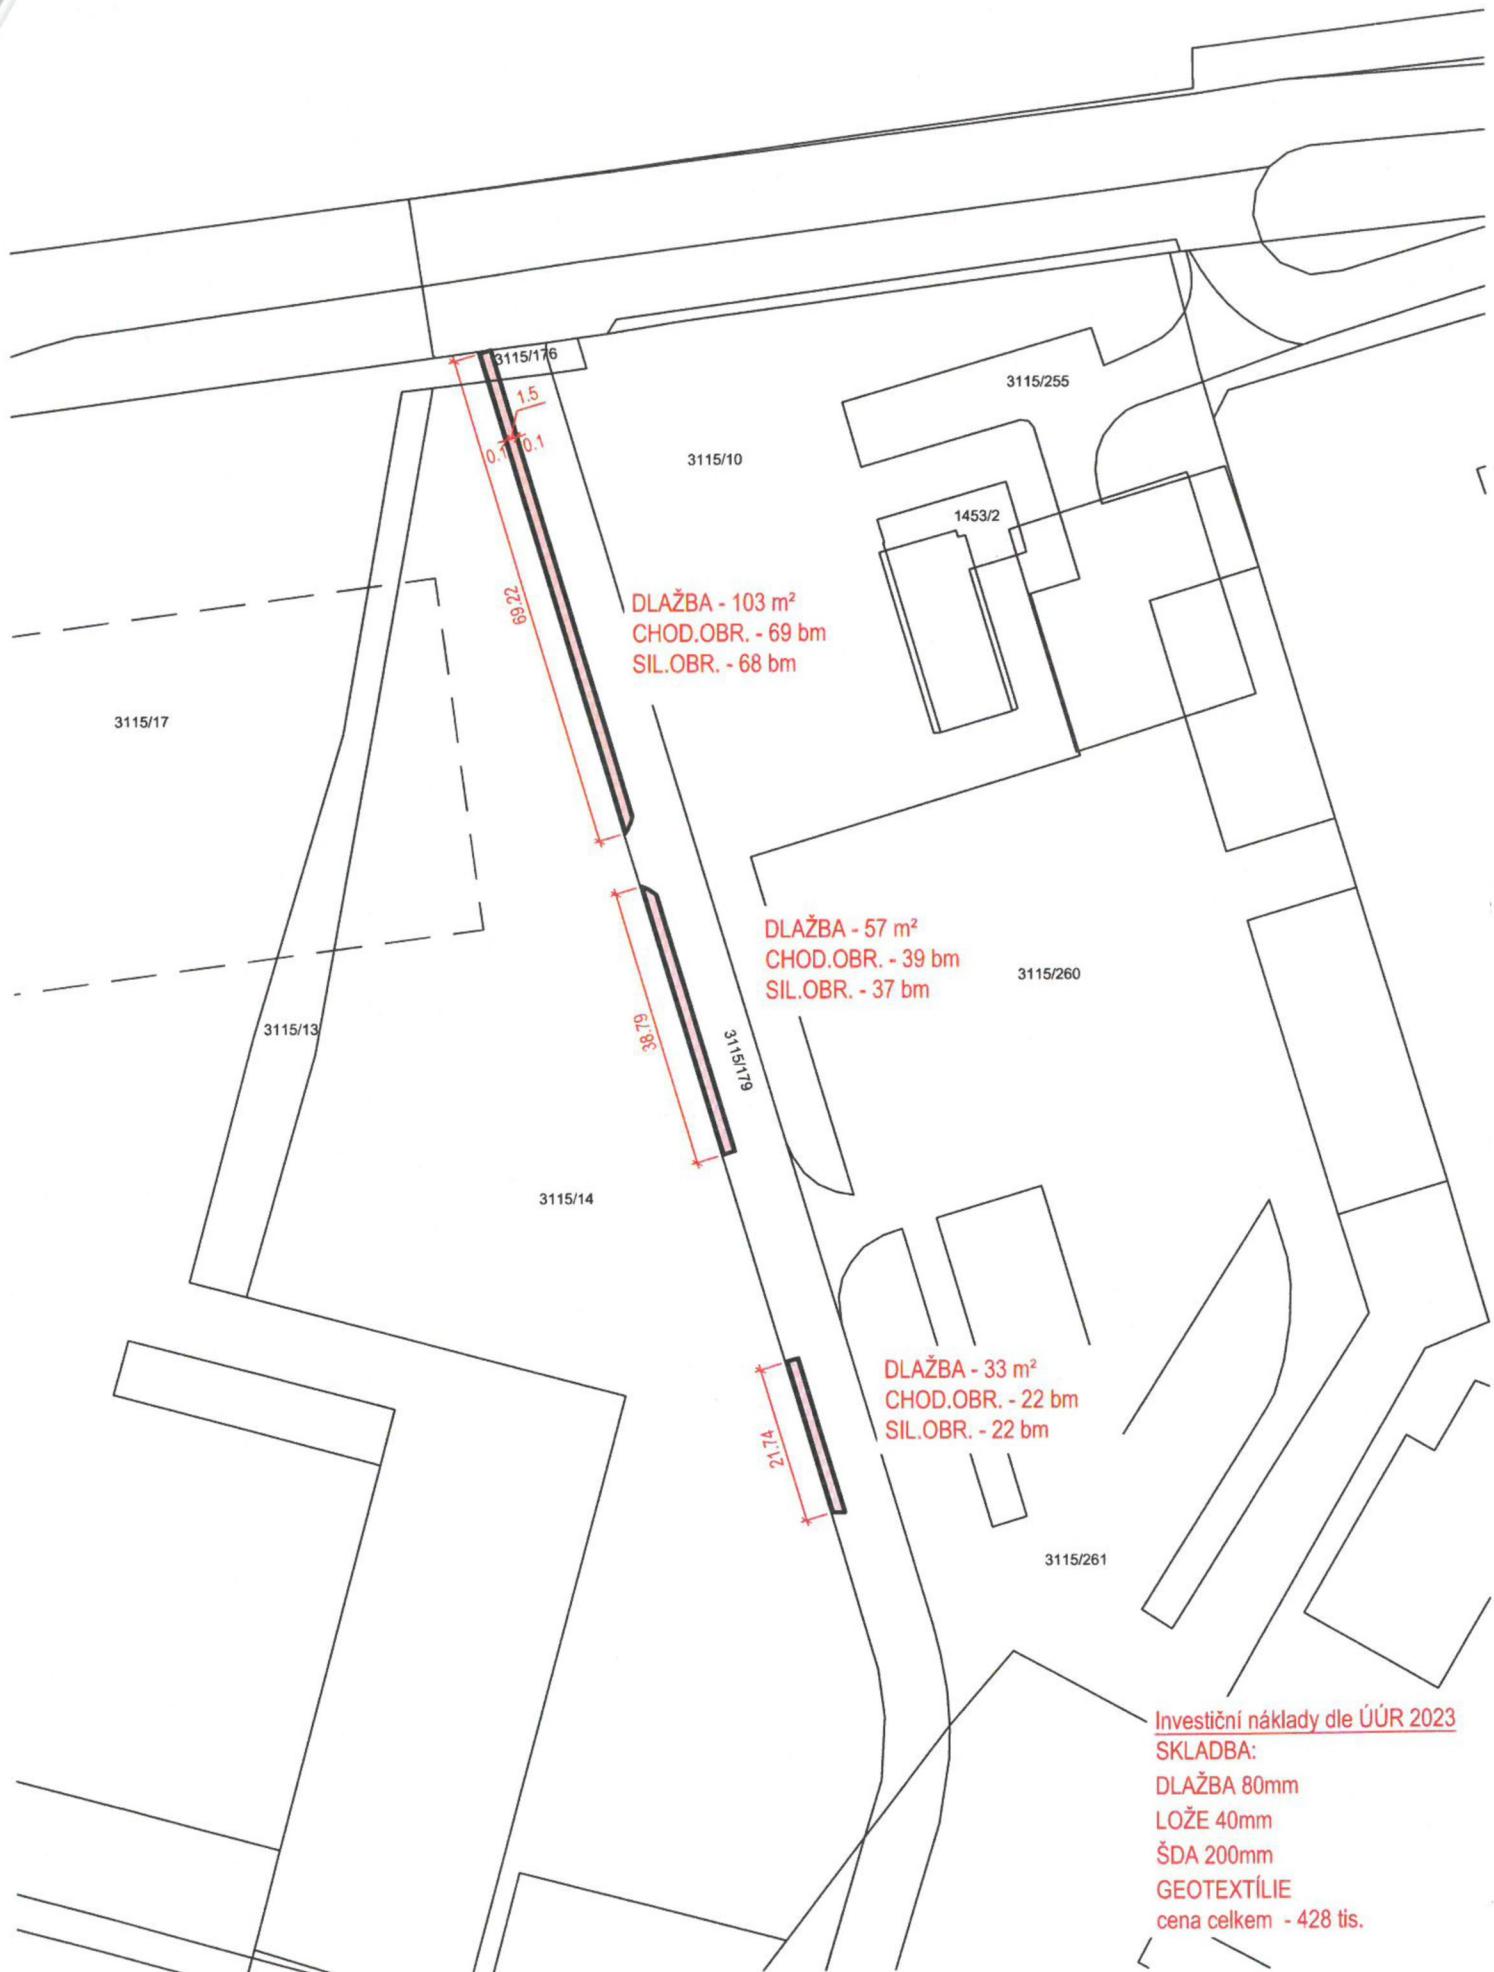 3115/176
1.5
0.1
0.1
3115/255
3115/10
1453/2
69.22
DLAŽBA - 103 m²
CHOD.OBR. - 69 bm
SIL.OBR. - 68 bm
3115/17
DLAŽBA - 57 m²
CHOD.OBR. - 39 bm
SIL.OBR. - 37 bm
3115/260
38.79
3115/13
3115/179
3115/14
DLAŽBA - 33 m²
CHOD.OBR. - 22 bm
SIL.OBR. - 22 bm
21.74
3115/261
Investiční náklady dle ÚÚR 2023
SKLADBA:
DLAŽBA 80mm
LOŽE 40mm
ŠDA 200mm
GEOTEXTÍLIE
cena celkem - 428 tis.